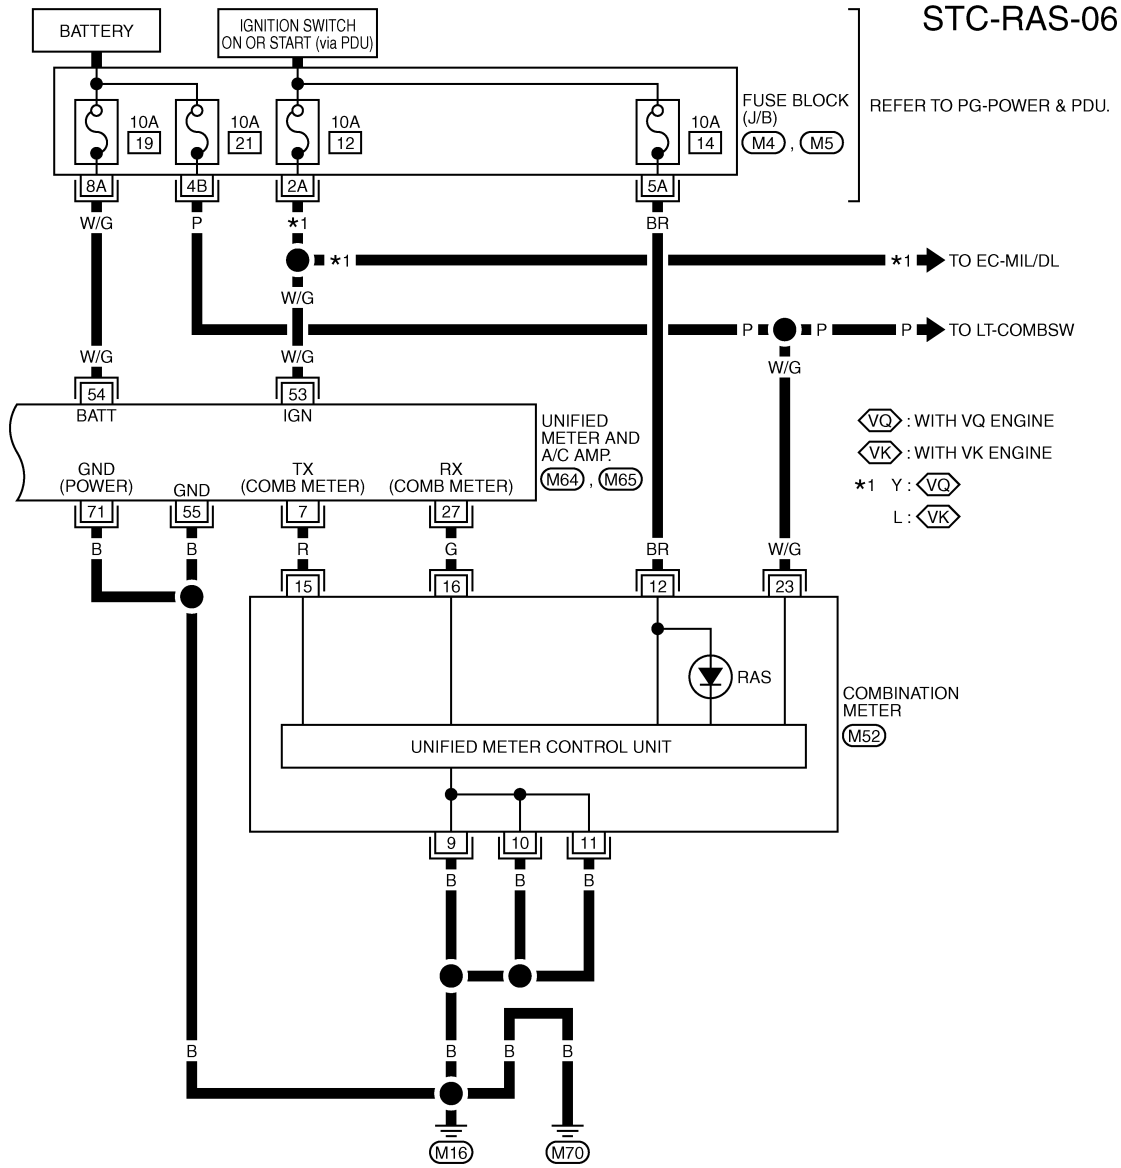 STC-RAS-06
BATTERY
IGNITION SWITCH
ON OR START (via PDU)
10A
19
10A
21
10A
12
10A
14
FUSE BLOCK
(J/B)
M4 , M5
REFER TO PG-POWER & PDU.
8A
4B
2A
5A
W/G
P
*1
BR
*1
*1
TO EC-MIL/DL
W/G
P
P
P
TO LT-COMBSW
W/G
W/G
W/G
54
53
BATT
IGN
UNIFIED
METER AND
A/C AMP.
M64 , M65
GND
(POWER)
GND
TX
(COMB METER)
RX
(COMB METER)
VQ : WITH VQ ENGINE
VK : WITH VK ENGINE
*1 Y : VQ
L : VK
71
55
7
27
B
B
R
G
BR
W/G
15
16
12
23
RAS
COMBINATION
METER
M52
UNIFIED METER CONTROL UNIT
9
10
11
B
B
B
B
B
B
B
M16
M70